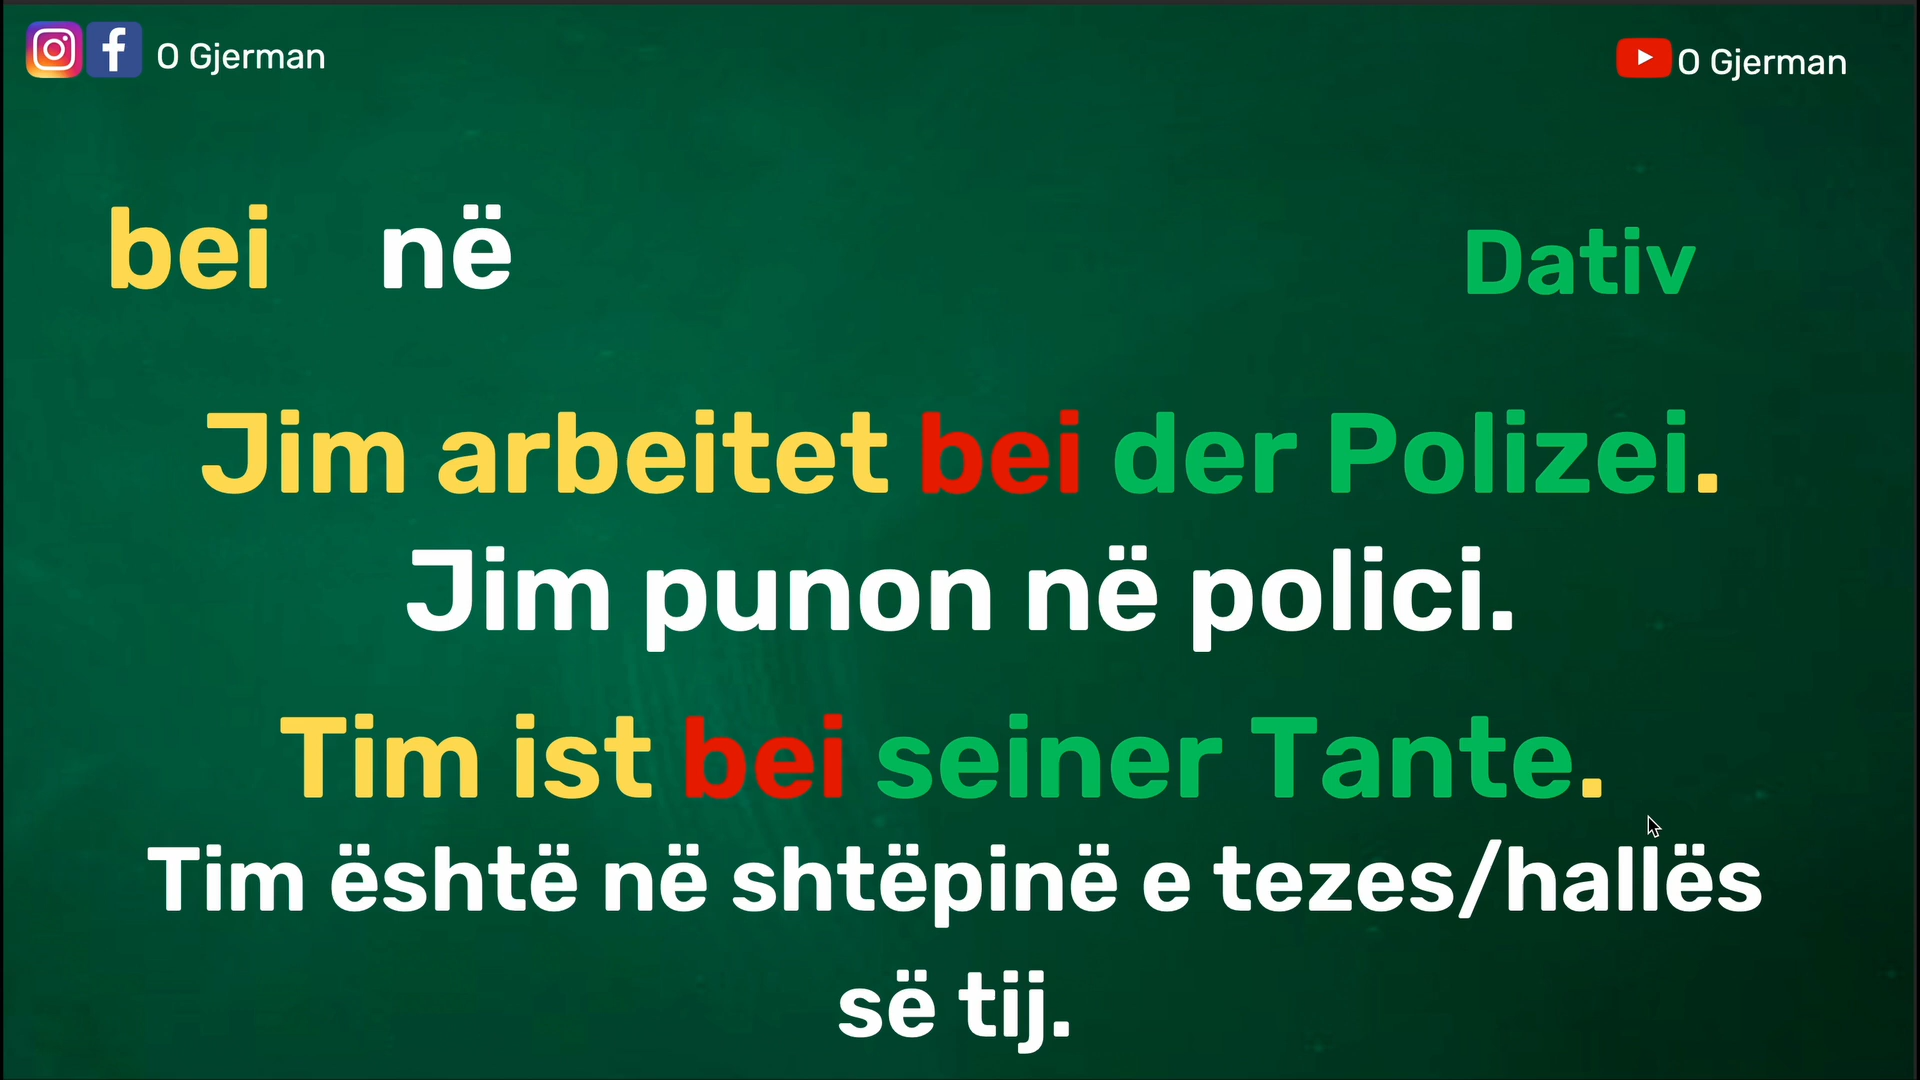 O Gjerman
O Gjerman
bei në Dativ
Jim arbeitet bei der Polizei.
Jim punon në polici.
Tim ist bei seiner Tante.
Tim është në shtëpinë e tezes/hallës
së tij.